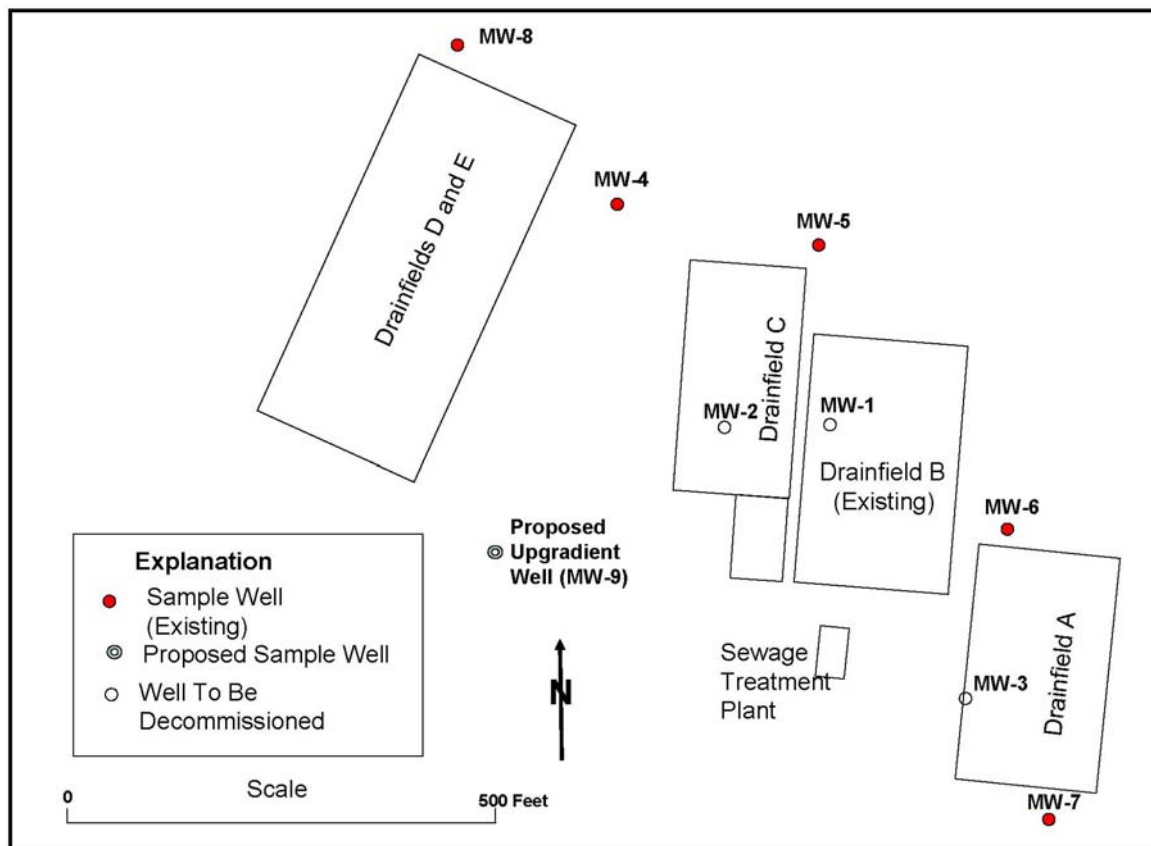 MW-8
Drainfields D and E
MW-4
MW-5
Drainfield C
MW-2
MW-1
Drainfield B
(Existing)
MW-6
Proposed
Upgradient
Well (MW-9)
Explanation
Sample Well
(Existing)
Proposed Sample Well
Well To Be
Decommissioned
N
Sewage
Treatment
Plant
MW-3
Drainfield A
MW-7
Scale
0
500 Feet